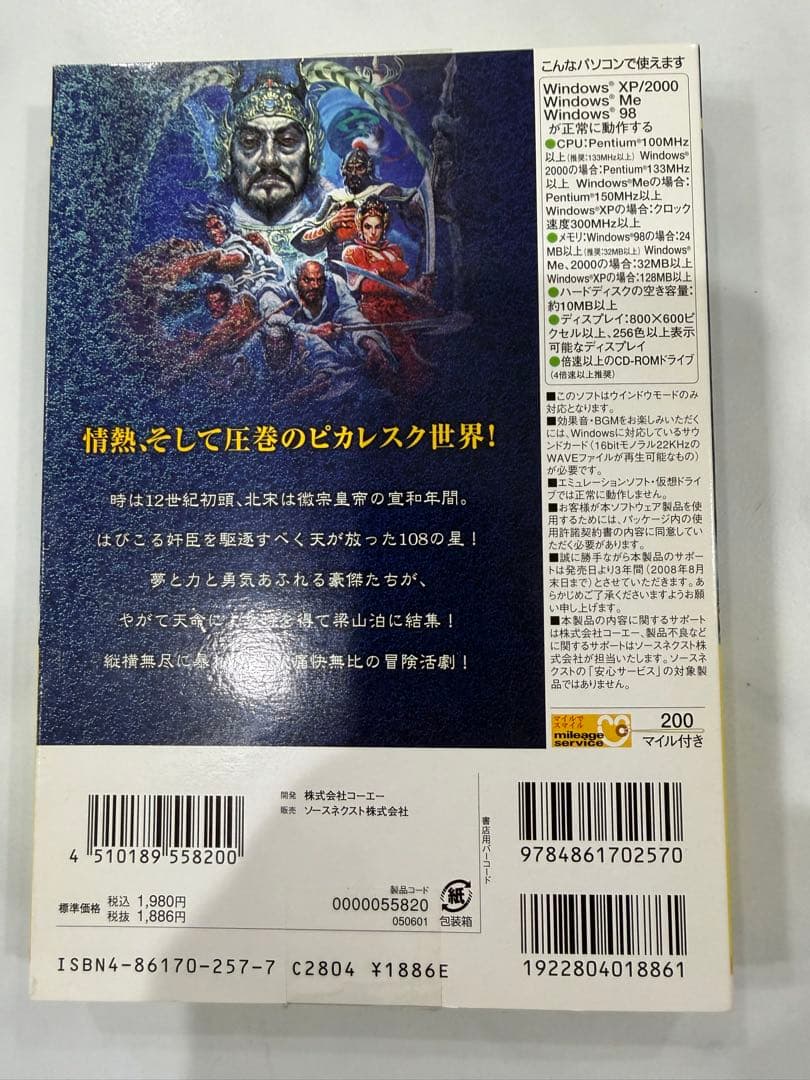 情熱、そして圧巻のピカレスク世界！
時は12世紀初頭、北宋は徽宗皇帝の宣和年間。
はびこる奸臣を駆逐すべく天が放った108の星！
夢と力と勇気あふれる豪傑たちが、
やがて天命に を得て梁山泊に結集！
縦横無尽に暴れ 痛快無比の冒険活劇！
こんなパソコンで使えます
Windows® XP/2000
Windows® Me
Windows® 98
が正常に動作する
●CPU：Pentium®100MHz
以上（推奨：133MHz以上） Windows®
2000の場合：Pentium®133MHz
以上 Windows®Meの場合：
Pentium®150MHz以上
Windows®XPの場合：クロック
速度300MHz以上
●メモリ：Windows®98の場合：24
MB以上（推奨：32MB以上） Windows®
Me、2000の場合：32MB以上
Windows®XPの場合：128MB以上
●ハードディスクの空き容量：
約10MB以上
●ディスプレイ：800×600ピ
クセル以上、256色以上表示
可能なディスプレイ
●倍速以上のCD-ROMドライブ
（4倍速以上推奨）
■このソフトはウインドウモードのみ
対応となります。
■効果音・BGMをお楽しみいただく
には、Windowsに対応しているサウ
ンドカード（16bitモノラル22KHzの
WAVEファイルが再生可能なもの）
が必要です。
■エミュレーションソフト・仮想ドライ
ブでは正常に動作しません。
■お客様が本ソフトウェア製品を使
用するためには、パッケージ内の使
用許諾契約書の内容に同意してい
ただく必要があります。
■誠に勝手ながら本製品のサポート
は発売日より3年間（2008年8月
末日まで）とさせていただきます。あ
らかじめご了承くださいますようお願
い申し上げます。
■本製品の内容に関するサポート
は株式会社コーエー、製品不良など
に関するサポートはソースネクスト株
式会社が担当いたします。ソースネ
クストの「安心サービス」の対象製
品ではありません。
マイルで
スマイル
mileage
service
200
マイル付き
開発 株式会社コーエー
販売 ソースネクスト株式会社
書店用バーコード
4 510189 558200
9784861702570
標準価格 税込 1,980円
税抜 1,886円
製品コード
0000055820
050601
紙
包装箱
ISBN4-86170-257-7 C2804 ¥1886E
1922804018861